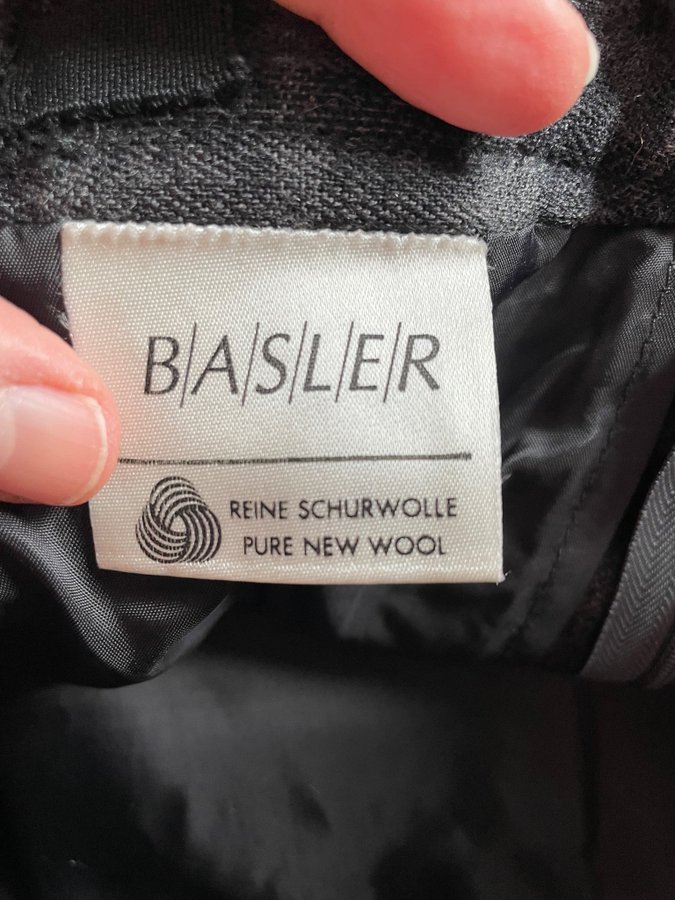 B/A/S/L/E/R
REINE SCHURWOLLE
PURE NEW WOOL